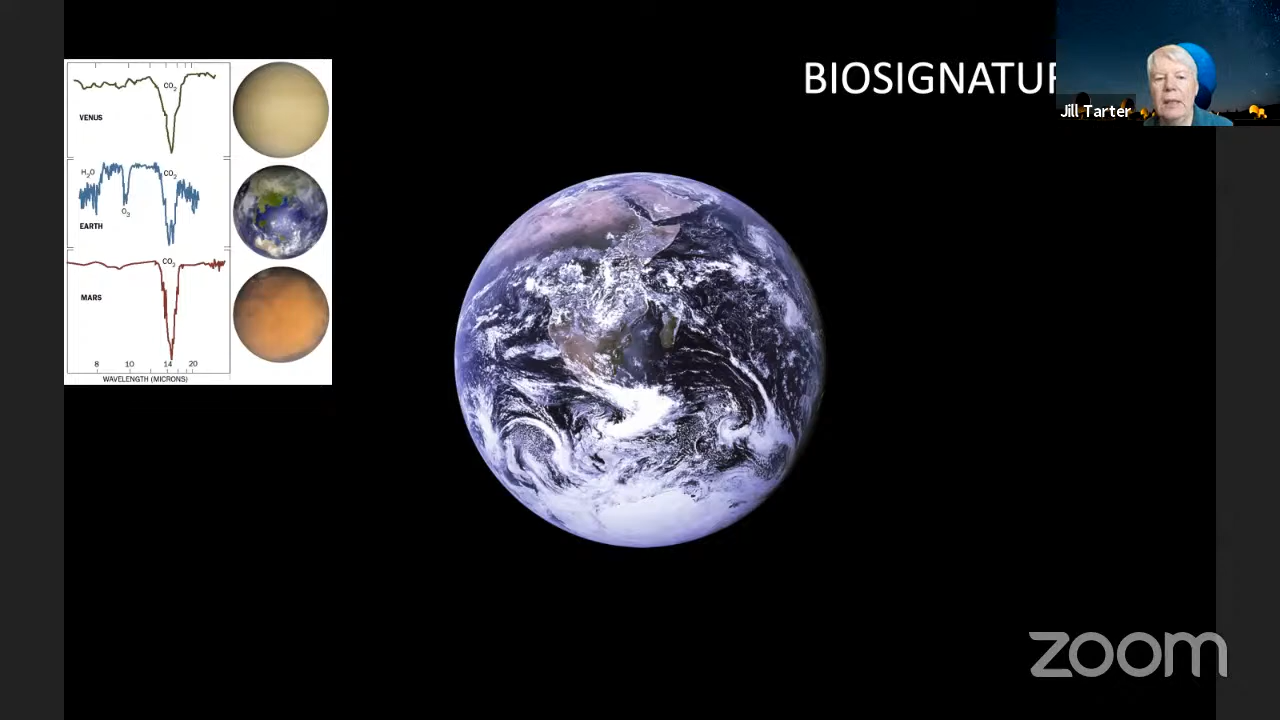 BIOSIGNATUR
Jill Tarter
CO2
VENUS
H2O
CO2
O3
EARTH
CO2
MARS
8 10 14 20
WAVELENGTH (MICRONS)
zoom